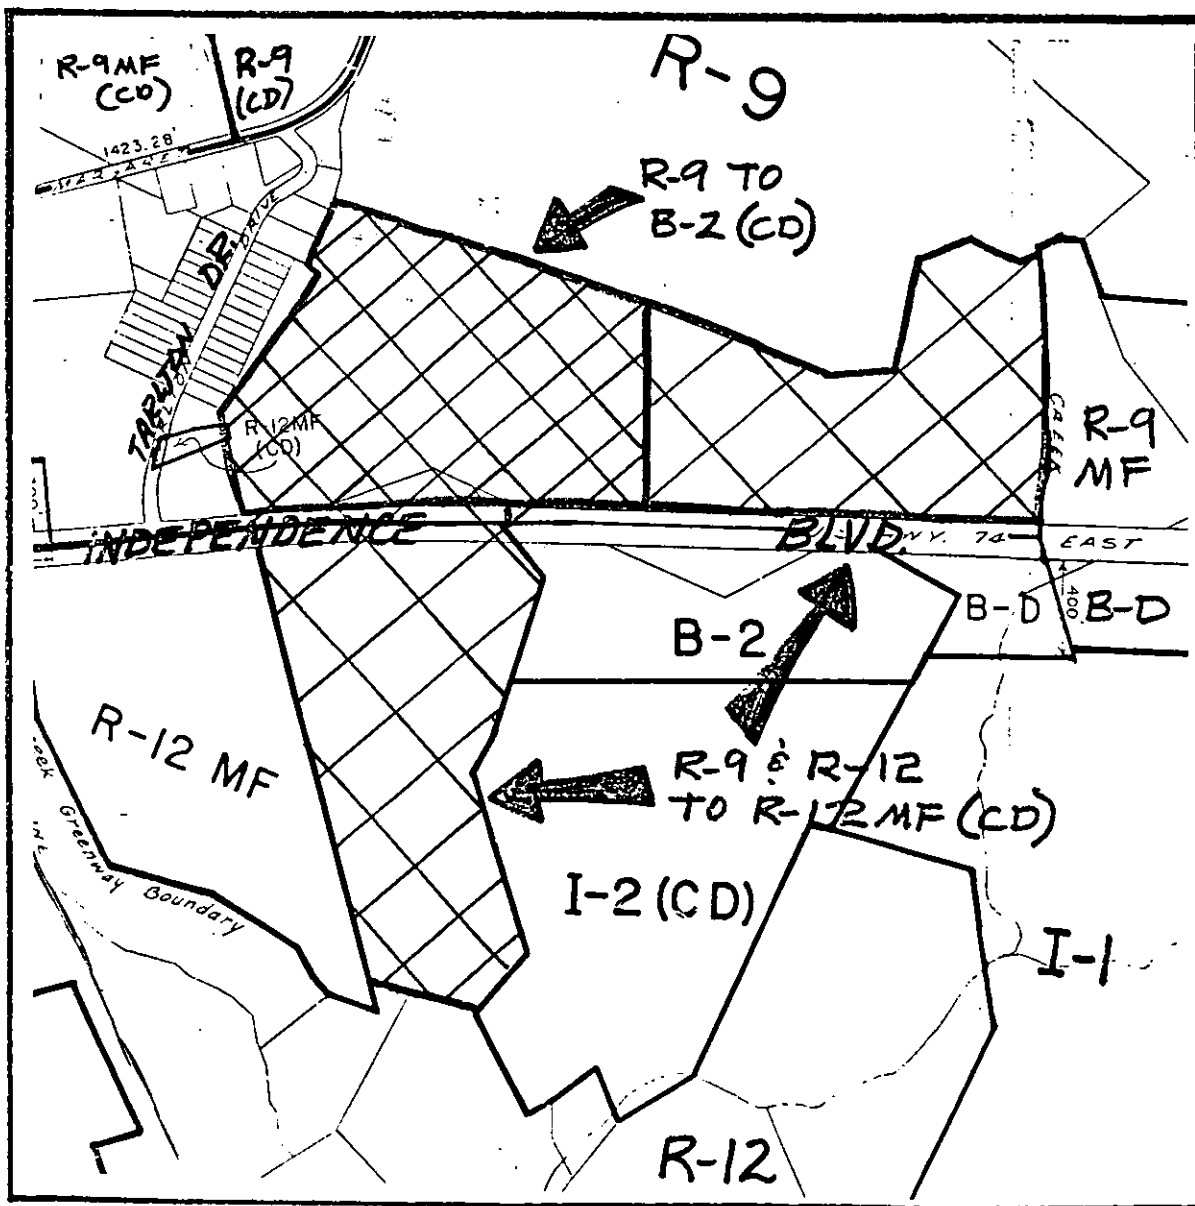 R-9MF
(CD)
R-9
(CD)
R-9
1423.28'
R-9 TO
B-2 (CD)
DRIVE
DR.
TARLTON
R-12MF
(CD)
CREEK
R-9
MF
INDEPENDENCE BLVD.
WY. 74 EAST
400'
B-2
B-D
B-D
R-12 MF
R-9 & R-12
TO R-12MF (CD)
eek Greenway Boundary
I-2 (CD)
I-1
R-12